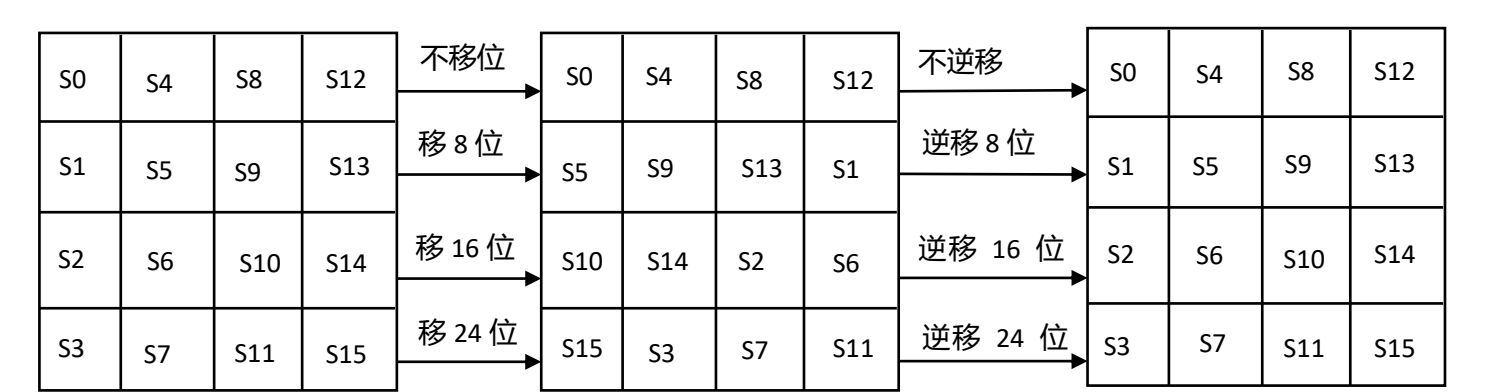 S0 S4 S8 S12 不移位 S0 S4 S8 S12 不逆移 S0 S4 S8 S12
S1 S5 S9 S13 移 8 位 S5 S9 S13 S1 逆移 8 位 S1 S5 S9 S13
S2 S6 S10 S14 移 16 位 S10 S14 S2 S6 逆移 16 位 S2 S6 S10 S14
S3 S7 S11 S15 移 24 位 S15 S3 S7 S11 逆移 24 位 S3 S7 S11 S15